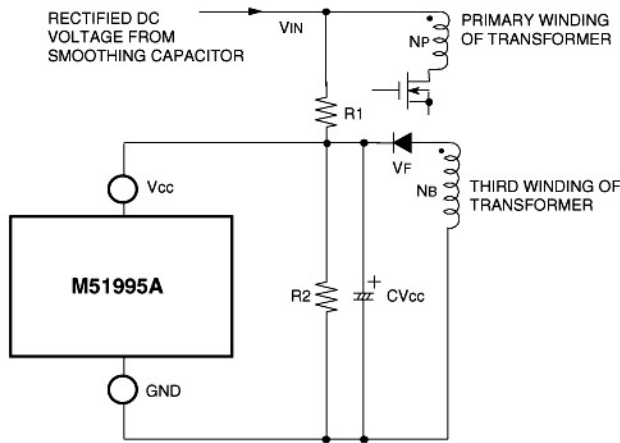 RECTIFIED DC
VOLTAGE FROM
SMOOTHING CAPACITOR
VIN
NP
PRIMARY WINDING
OF TRANSFORMER
R1
VF
NB
THIRD WINDING OF
TRANSFORMER
Vcc
M51995A
R2
+
CVcc
GND